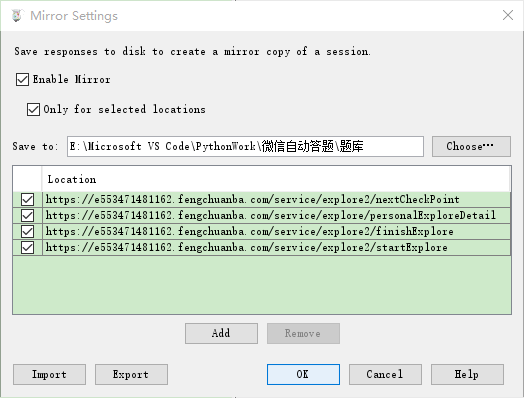 Mirror Settings
Save responses to disk to create a mirror copy of a session.
Enable Mirror
Only for selected locations
Save to: E:\Microsoft VS Code\PythonWork\微信自动答题\题库 Choose…
Location
https://e553471481162.fengchuanba.com/service/explore2/nextCheckPoint
https://e553471481162.fengchuanba.com/service/explore/personalExploreDetail
https://e553471481162.fengchuanba.com/service/explore2/finishExplore
https://e553471481162.fengchuanba.com/service/explore2/startExplore
Add Remove
Import Export OK Cancel Help